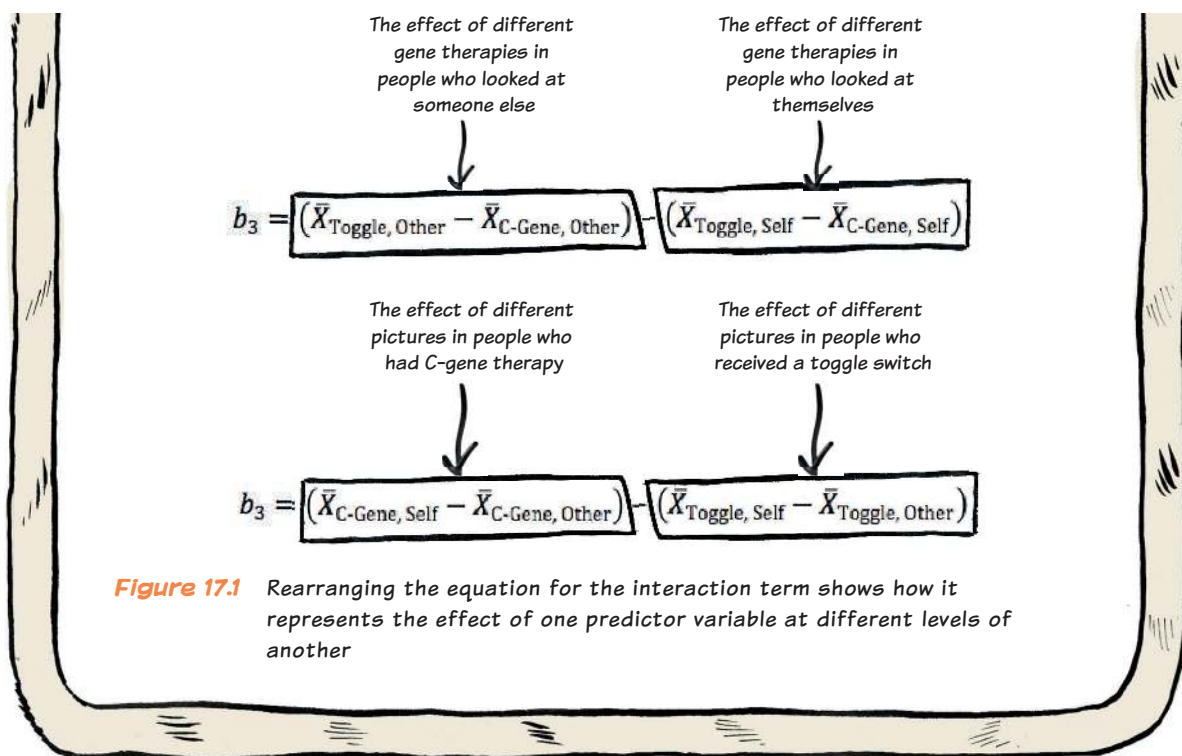 The effect of different
gene therapies in
people who looked at
someone else
The effect of different
gene therapies in
people who looked at
themselves
b₃ = (X̄Toggle, Other − X̄C-Gene, Other) - (X̄Toggle, Self − X̄C-Gene, Self)
The effect of different
pictures in people who
had C-gene therapy
The effect of different
pictures in people who
received a toggle switch
b₃ = (X̄C-Gene, Self − X̄C-Gene, Other) - (X̄Toggle, Self − X̄Toggle, Other)
Figure 17.1 Rearranging the equation for the interaction term shows how it
represents the effect of one predictor variable at different levels of
another